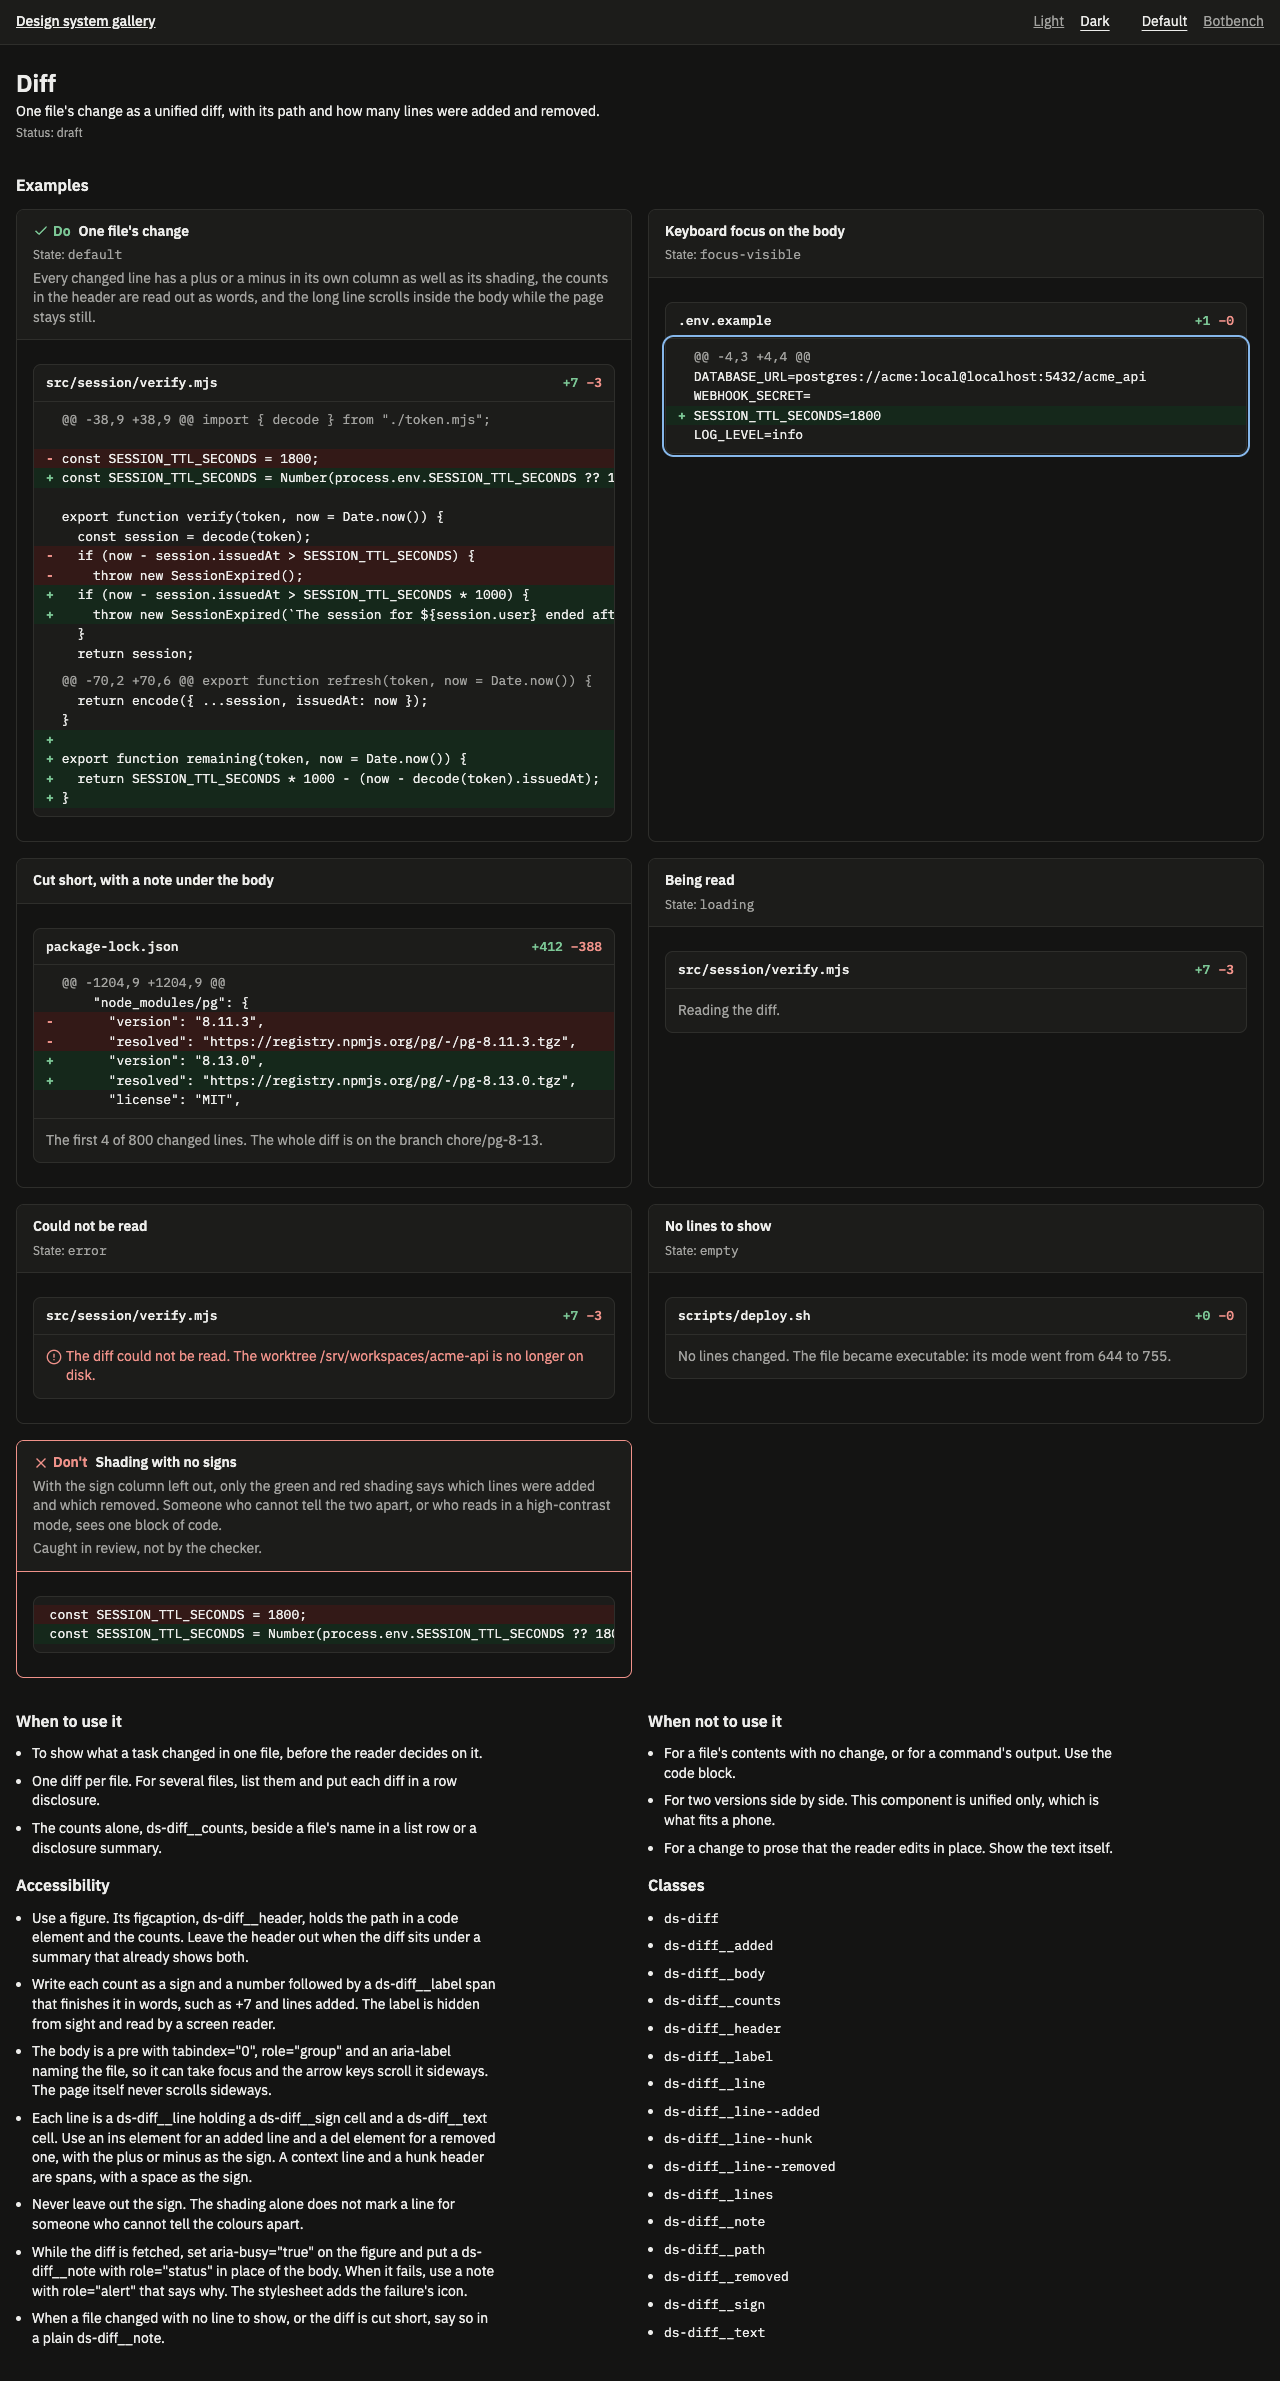 Design system gallery
Light Dark Default Botbench
Diff
One file's change as a unified diff, with its path and how many lines were added and removed.
Status: draft
Examples
Do One file's change
State: default
Every changed line has a plus or a minus in its own column as well as its shading, the counts
in the header are read out as words, and the long line scrolls inside the body while the page
stays still.
src/session/verify.mjs +7 −3
@@ -38,9 +38,9 @@ import { decode } from "./token.mjs";
- const SESSION_TTL_SECONDS = 1800;
+ const SESSION_TTL_SECONDS = Number(process.env.SESSION_TTL_SECONDS ?? 1
export function verify(token, now = Date.now()) {
const session = decode(token);
- if (now - session.issuedAt > SESSION_TTL_SECONDS) {
- throw new SessionExpired();
+ if (now - session.issuedAt > SESSION_TTL_SECONDS * 1000) {
+ throw new SessionExpired(`The session for ${session.user} ended aft
}
return session;
@@ -70,2 +70,6 @@ export function refresh(token, now = Date.now()) {
return encode({ ...session, issuedAt: now });
}
+
+ export function remaining(token, now = Date.now()) {
+ return SESSION_TTL_SECONDS * 1000 - (now - decode(token).issuedAt);
+ }
Keyboard focus on the body
State: focus-visible
.env.example +1 −0
@@ -4,3 +4,4 @@
DATABASE_URL=postgres://acme:local@localhost:5432/acme_api
WEBHOOK_SECRET=
+ SESSION_TTL_SECONDS=1800
LOG_LEVEL=info
Cut short, with a note under the body
package-lock.json +412 −388
@@ -1204,9 +1204,9 @@
"node_modules/pg": {
- "version": "8.11.3",
- "resolved": "https://registry.npmjs.org/pg/-/pg-8.11.3.tgz",
+ "version": "8.13.0",
+ "resolved": "https://registry.npmjs.org/pg/-/pg-8.13.0.tgz",
"license": "MIT",
The first 4 of 800 changed lines. The whole diff is on the branch chore/pg-8-13.
Being read
State: loading
src/session/verify.mjs +7 −3
Reading the diff.
Could not be read
State: error
src/session/verify.mjs +7 −3
The diff could not be read. The worktree /srv/workspaces/acme-api is no longer on
disk.
No lines to show
State: empty
scripts/deploy.sh +0 −0
No lines changed. The file became executable: its mode went from 644 to 755.
Don't Shading with no signs
With the sign column left out, only the green and red shading says which lines were added
and which removed. Someone who cannot tell the two apart, or who reads in a high-contrast
mode, sees one block of code.
Caught in review, not by the checker.
const SESSION_TTL_SECONDS = 1800;
const SESSION_TTL_SECONDS = Number(process.env.SESSION_TTL_SECONDS ?? 180
When to use it
• To show what a task changed in one file, before the reader decides on it.
• One diff per file. For several files, list them and put each diff in a row
disclosure.
• The counts alone, ds-diff__counts, beside a file's name in a list row or a
disclosure summary.
When not to use it
• For a file's contents with no change, or for a command's output. Use the
code block.
• For two versions side by side. This component is unified only, which is
what fits a phone.
• For a change to prose that the reader edits in place. Show the text itself.
Accessibility
• Use a figure. Its figcaption, ds-diff__header, holds the path in a code
element and the counts. Leave the header out when the diff sits under a
summary that already shows both.
• Write each count as a sign and a number followed by a ds-diff__label span
that finishes it in words, such as +7 and lines added. The label is hidden
from sight and read by a screen reader.
• The body is a pre with tabindex="0", role="group" and an aria-label
naming the file, so it can take focus and the arrow keys scroll it sideways.
The page itself never scrolls sideways.
• Each line is a ds-diff__line holding a ds-diff__sign cell and a ds-diff__text
cell. Use an ins element for an added line and a del element for a removed
one, with the plus or minus as the sign. A context line and a hunk header
are spans, with a space as the sign.
• Never leave out the sign. The shading alone does not mark a line for
someone who cannot tell the colours apart.
• While the diff is fetched, set aria-busy="true" on the figure and put a ds-
diff__note with role="status" in place of the body. When it fails, use a note
with role="alert" that says why. The stylesheet adds the failure's icon.
• When a file changed with no line to show, or the diff is cut short, say so in
a plain ds-diff__note.
Classes
• ds-diff
• ds-diff__added
• ds-diff__body
• ds-diff__counts
• ds-diff__header
• ds-diff__label
• ds-diff__line
• ds-diff__line--added
• ds-diff__line--hunk
• ds-diff__line--removed
• ds-diff__lines
• ds-diff__note
• ds-diff__path
• ds-diff__removed
• ds-diff__sign
• ds-diff__text